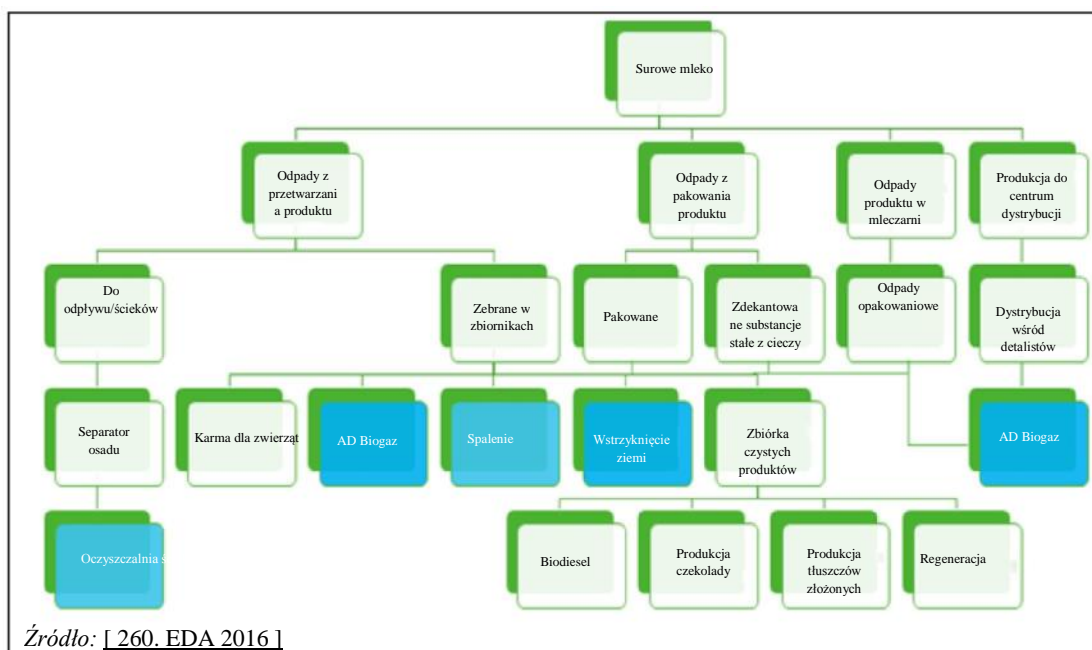 Surowe mleko
Odpady z
przetwarzani
a produktu
Odpady z
pakowania
produktu
Odpady
produktu w
mleczarni
Produkcja do
centrum
dystrybucji
Do
odpływu/ścieków
Zebrane w
zbiornikach
Pakowane
Zdekantowa
ne substancje
stałe z cieczy
Odpady
opakowaniowe
Dystrybucja
wśród
detalistów
Separator
osadu
Karma dla zwierząt
AD Biogaz
Spalenie
Wstrzyknięcie
ziemi
Zbiórka
czystych
produktów
AD Biogaz
Oczyszczalnia ś
Biodiesel
Produkcja
czekolady
Produkcja
tłuszczów
złożonych
Regeneracja
Źródło: [ 260. EDA 2016 ]